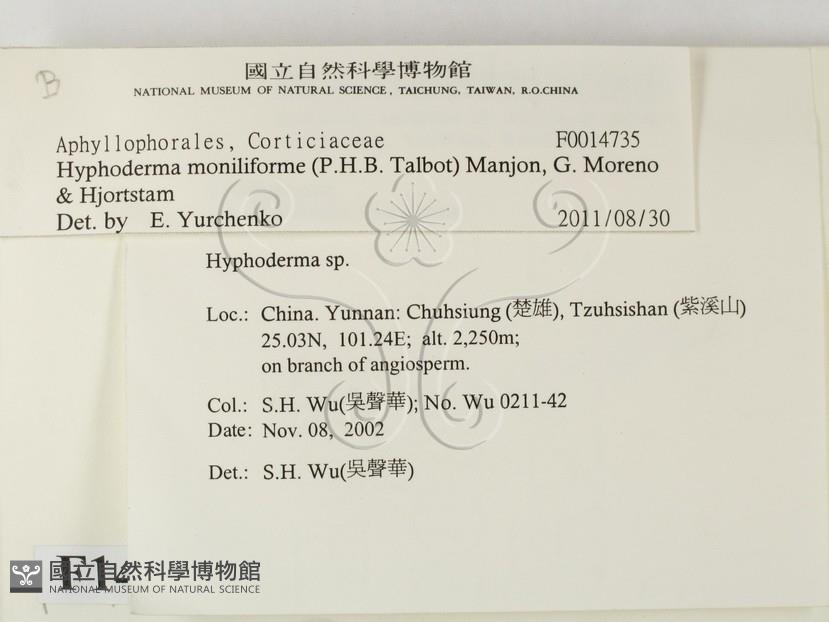 B
國立自然科學博物館
NATIONAL MUSEUM OF NATURAL SCIENCE, TAICHUNG, TAIWAN, R.O.CHINA
Aphyllophorales, Corticiaceae F0014735
Hyphoderma moniliforme (P.H.B. Talbot) Manjon, G. Moreno
& Hjortstam
Det. by E. Yurchenko 2011/08/30
Hyphoderma sp.
Loc.: China. Yunnan: Chuhsiung (楚雄), Tzuhsishan (紫溪山)
25.03N, 101.24E; alt. 2,250m;
on branch of angiosperm.
Col.: S.H. Wu(吳聲華); No. Wu 0211-42
Date: Nov. 08, 2002
Det.: S.H. Wu(吳聲華)
國立自然科學博物館
NATIONAL MUSEUM OF NATURAL SCIENCE